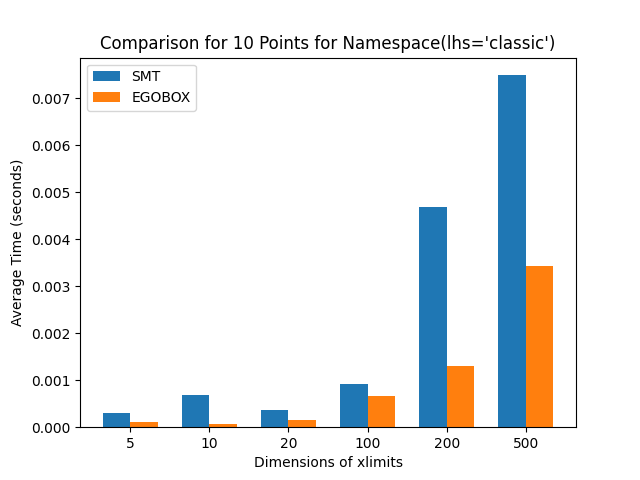 Comparison for 10 Points for Namespace(lhs='classic')
SMT
EGOBOX
Average Time (seconds)
0.007
0.006
0.005
0.004
0.003
0.002
0.001
0.000
5 10 20 100 200 500
Dimensions of xlimits